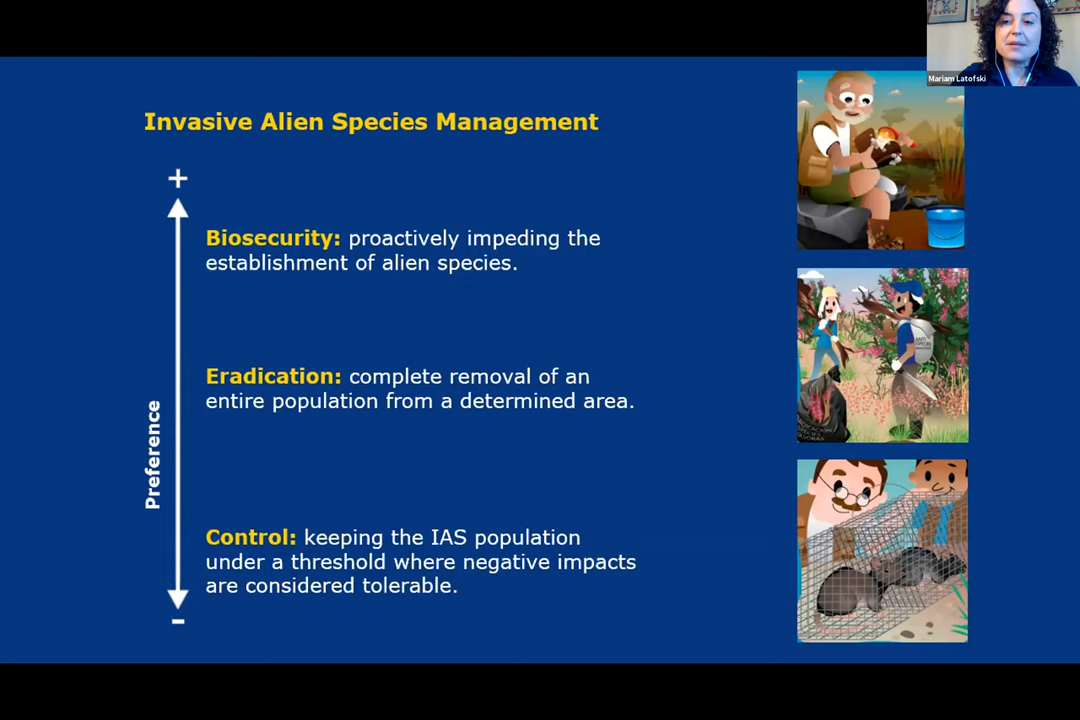 Mariam Latofski
Invasive Alien Species Management
+
Biosecurity: proactively impeding the
establishment of alien species.
Eradication: complete removal of an
entire population from a determined area.
Preference
Control: keeping the IAS population
under a threshold where negative impacts
are considered tolerable.
-